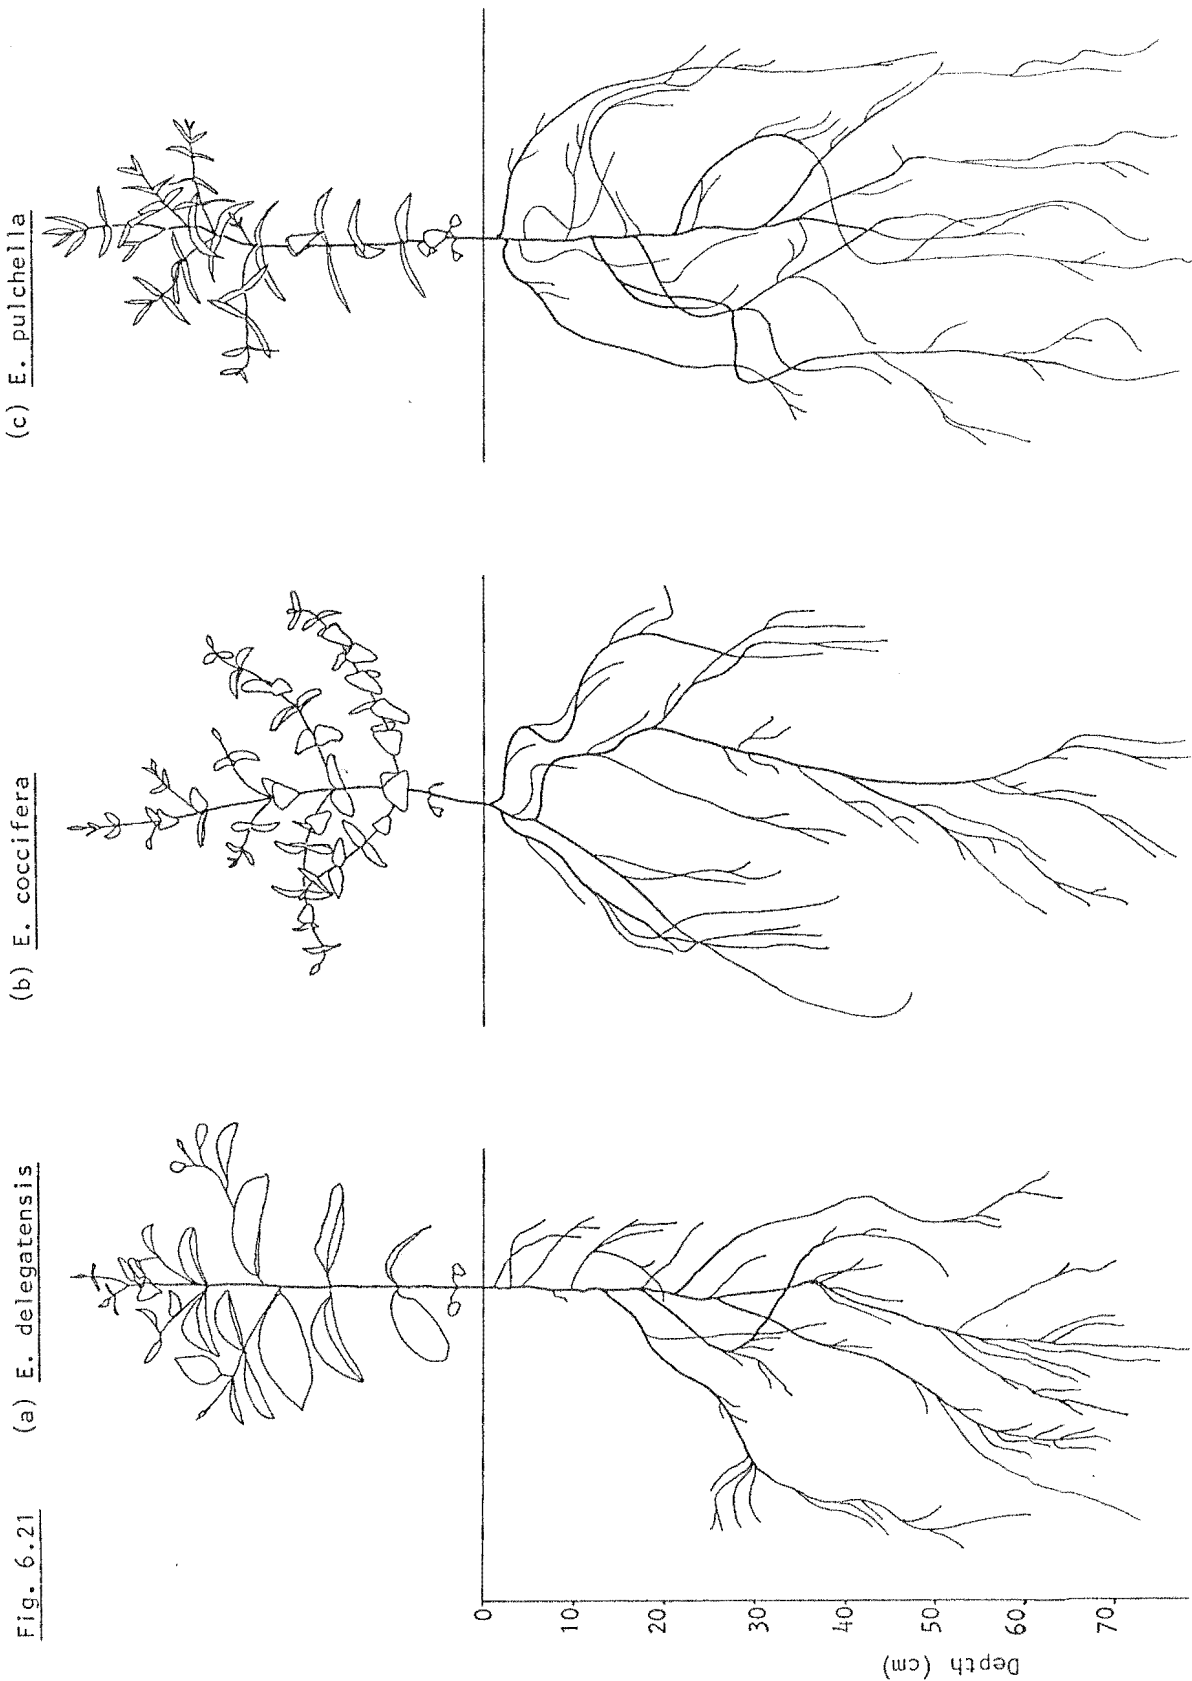 Fig. 6.21
(a) E. delegatensis
(b) E. coccifera
(c) E. pulchella
0
10
20
30
40
50
60
70
Depth (cm)